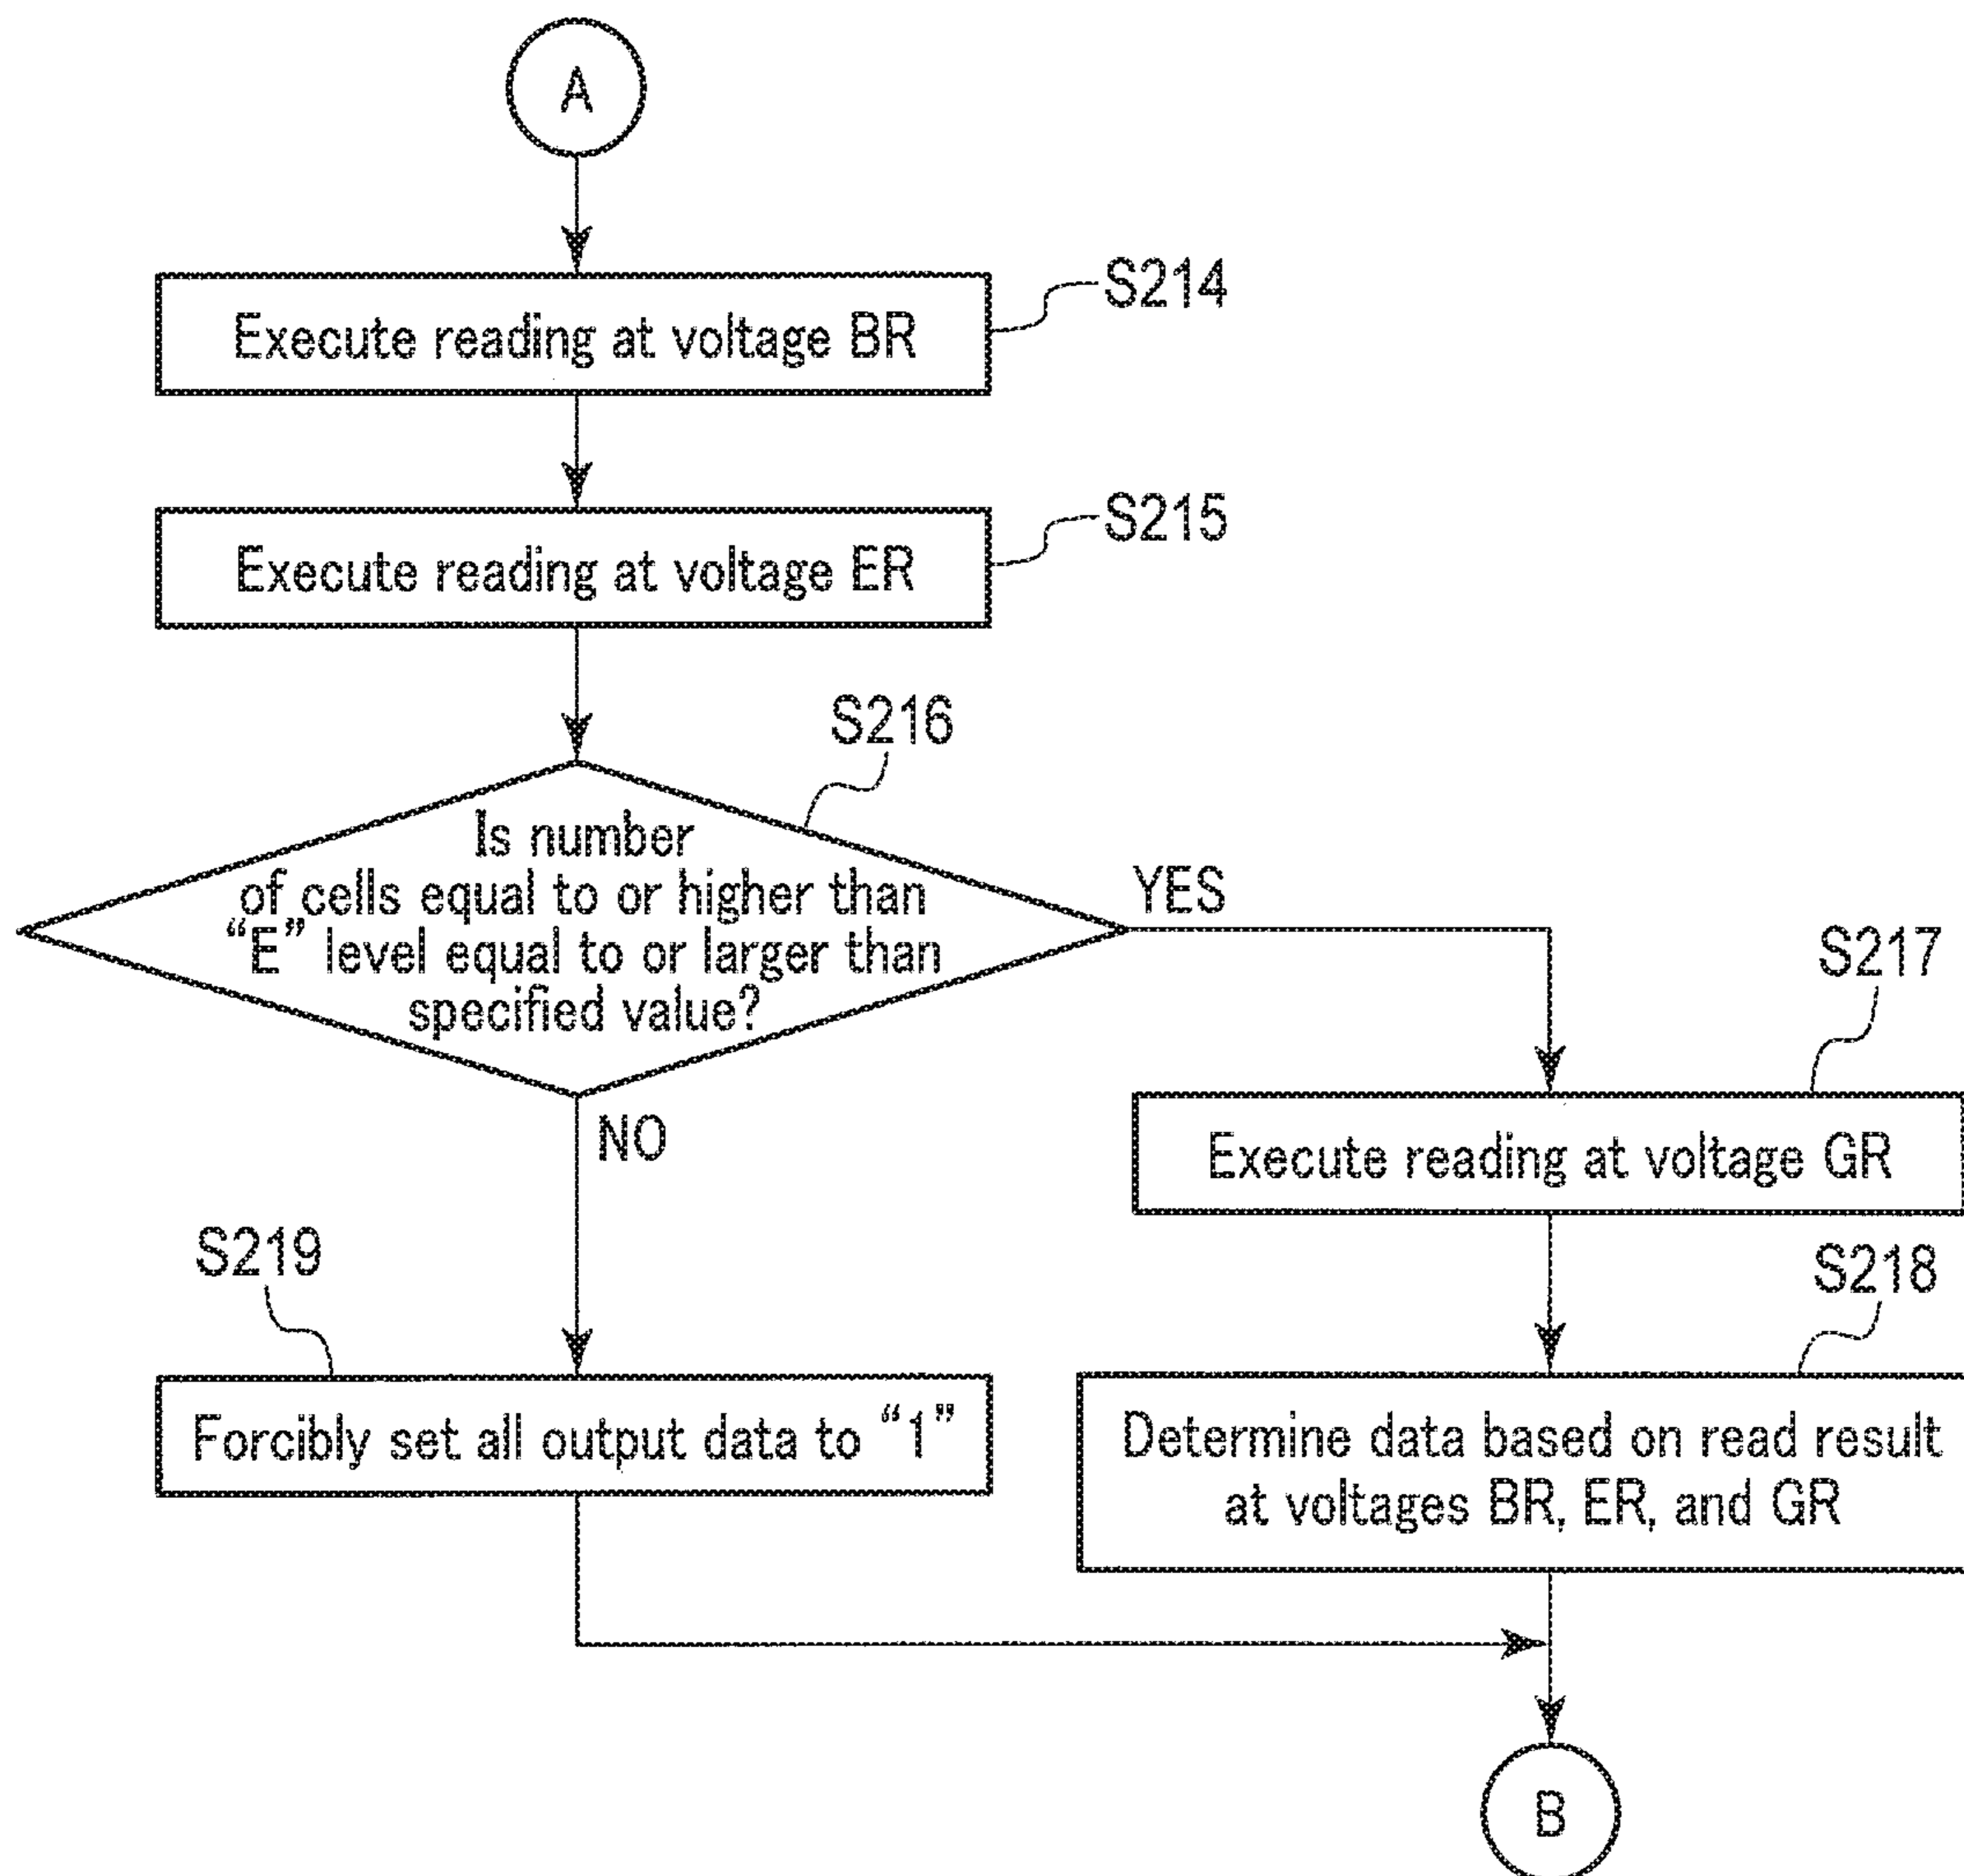 A
S214
Execute reading at voltage BR
S215
Execute reading at voltage ER
S216
Is number
of cells equal to or higher than
“E” level equal to or larger than
specified value?
YES
NO
S217
Execute reading at voltage GR
S219
Forcibly set all output data to “1”
S218
Determine data based on read result
at voltages BR, ER, and GR
B